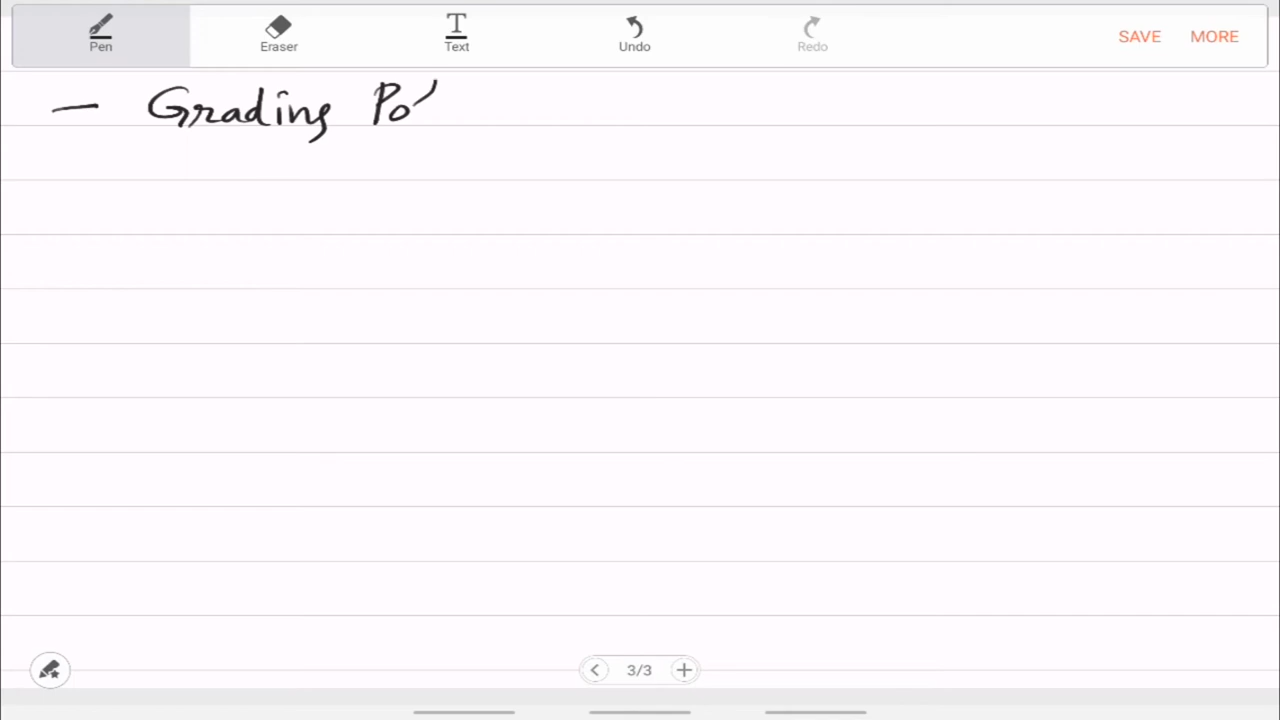 Pen Eraser Text Undo Redo SAVE MORE
— Grading Po
3/3